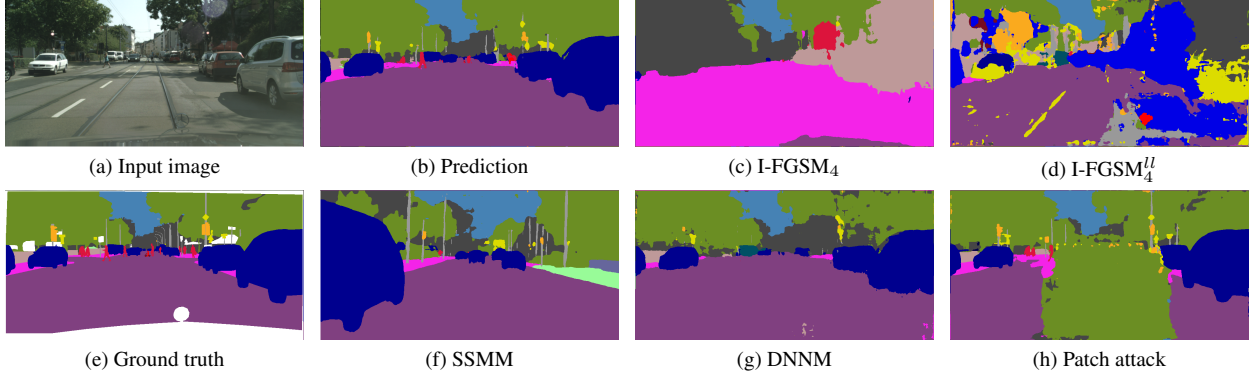 (a) Input image
(b) Prediction
(c) I-FGSM₄
(d) I-FGSM₄ˡˡ
(e) Ground truth
(f) SSMM
(g) DNNM
(h) Patch attack